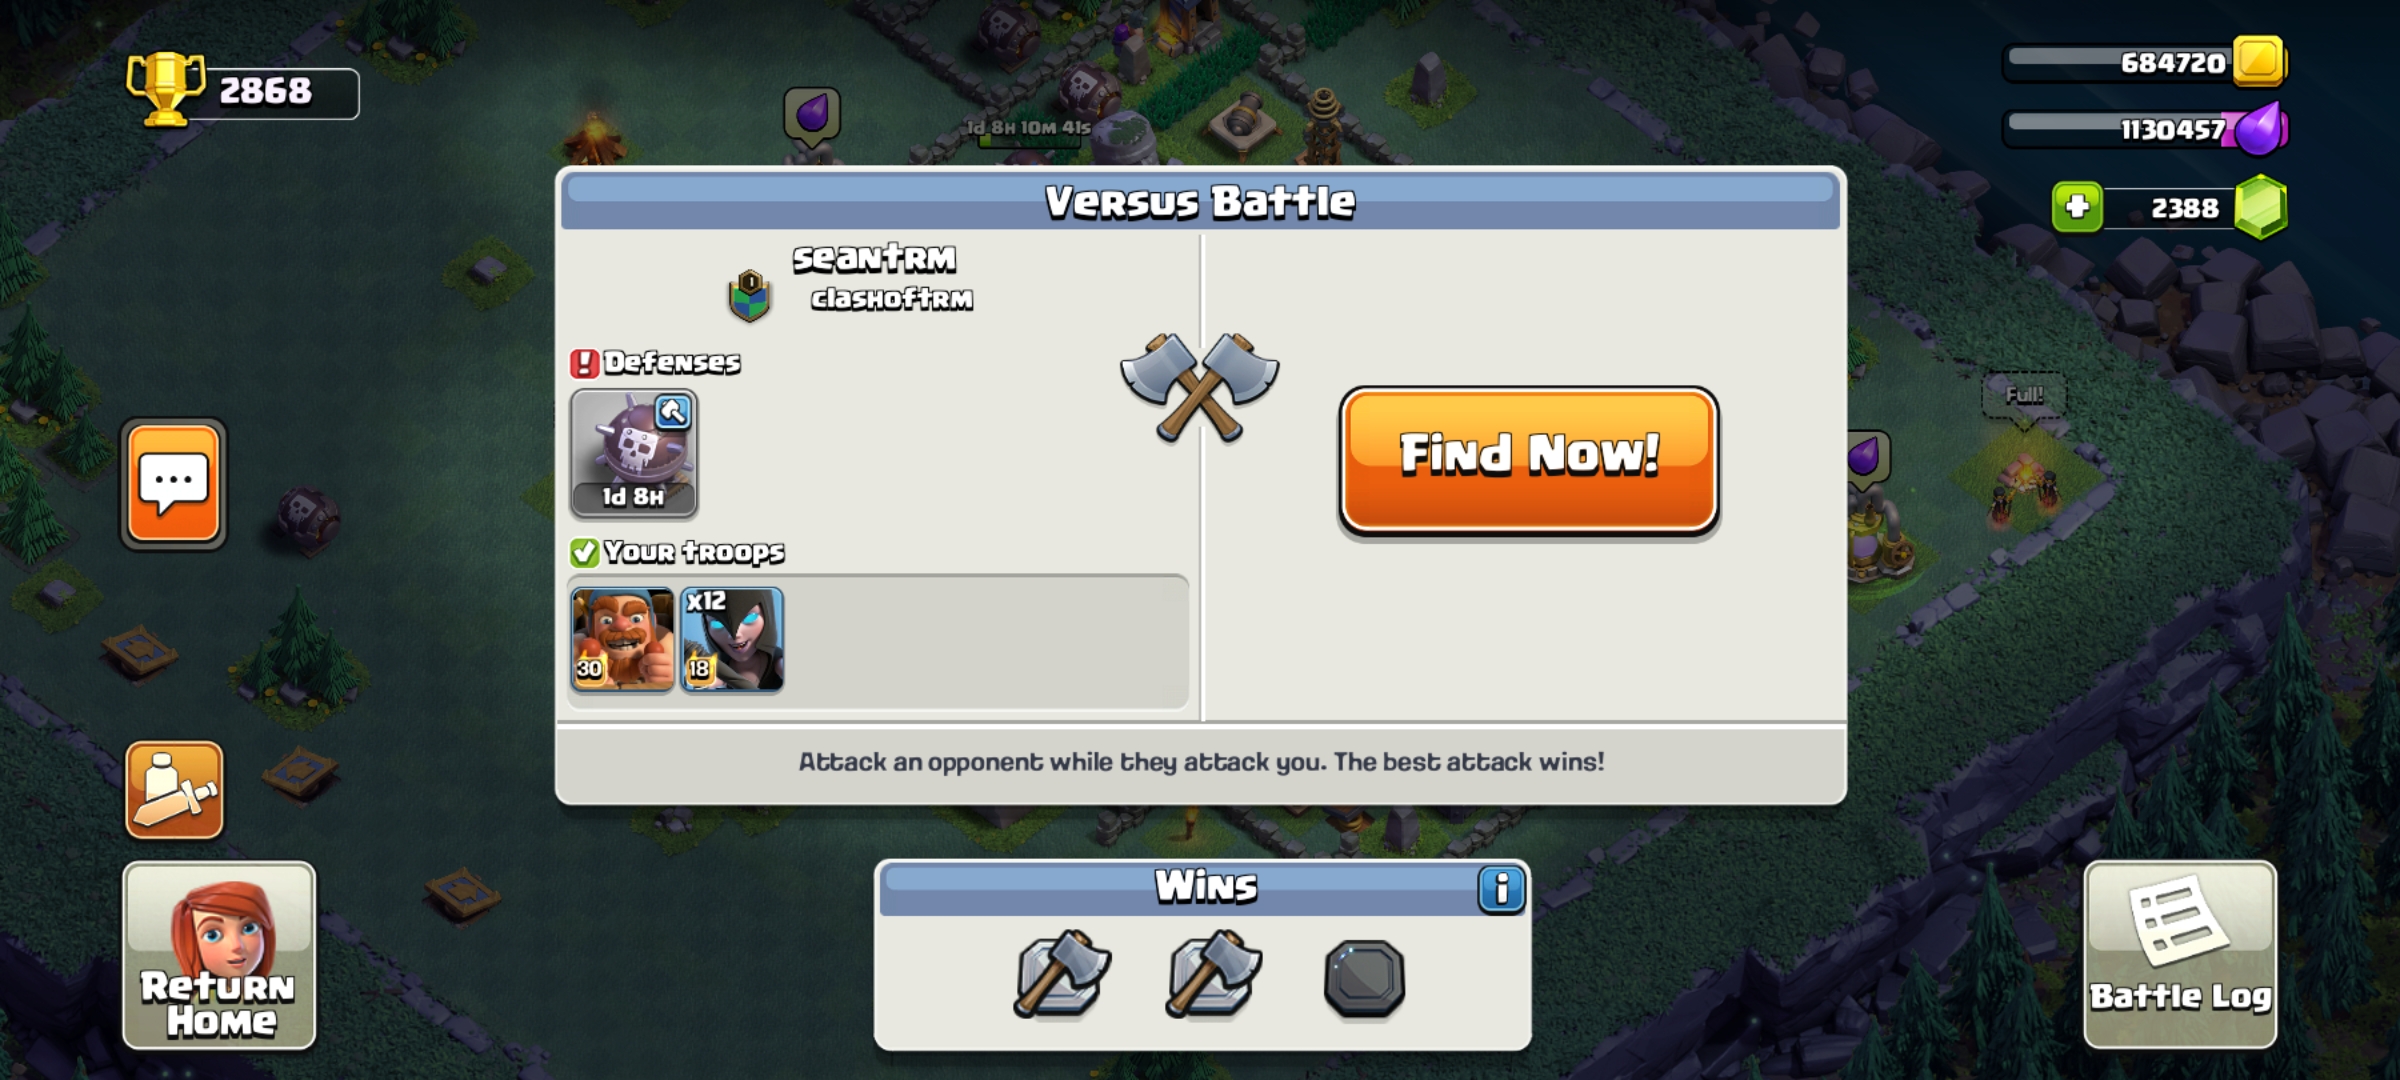 2868
684720
1130457
2388
1d 8H 10M 41s
Versus Battle
seantrm
1
clashoftrm
! Defenses
1d 8H
Your troops
30
x12
18
Find Now!
Full!
Attack an opponent while they attack you. The best attack wins!
Wins
i
Return
Home
Battle Log